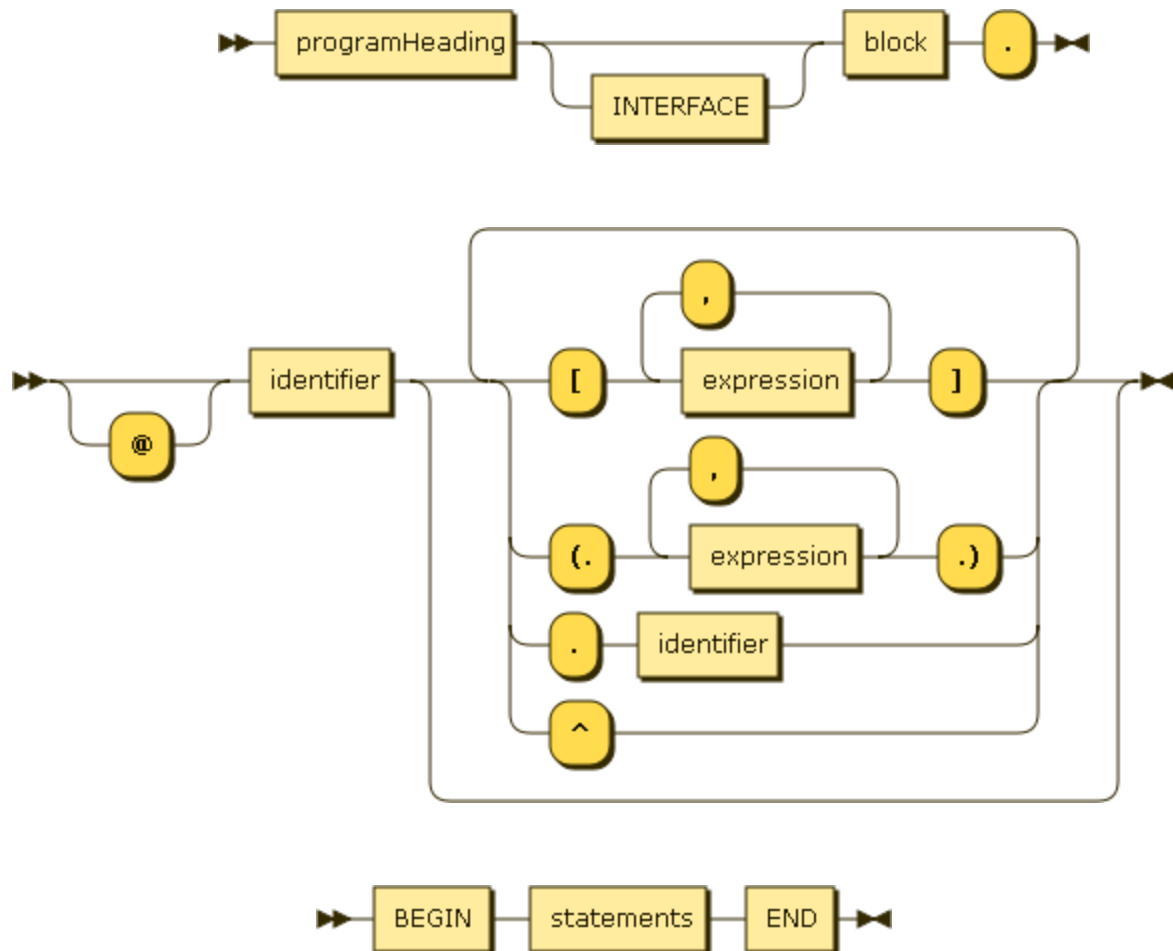 programHeading block .
INTERFACE
,
[ expression ]
identifier
@
,
(. expression .)
. identifier
^
BEGIN statements END